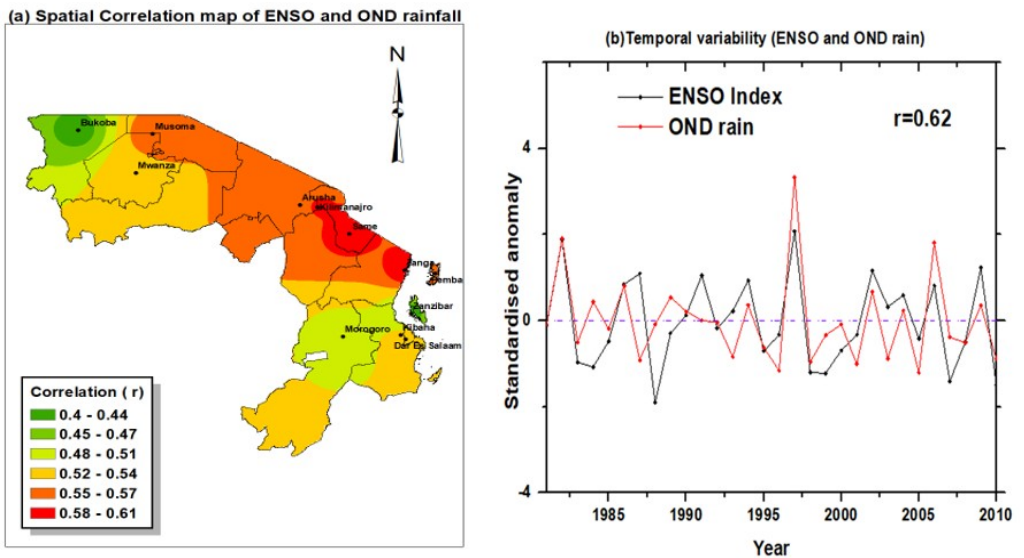 (a) Spatial Correlation map of ENSO and OND rainfall
N
Bukoba
Musoma
Mwanza
Arusha
Same
Zanzibar
Morogoro
Kibaha
Dar Es Salaam
Correlation ( r)
0.4 - 0.44
0.45 - 0.47
0.48 - 0.51
0.52 - 0.54
0.55 - 0.57
0.58 - 0.61
(b)Temporal variability (ENSO and OND rain)
ENSO Index
OND rain
r=0.62
Standardised anomaly
4
0
-4
1985
1990
1995
2000
2005
2010
Year